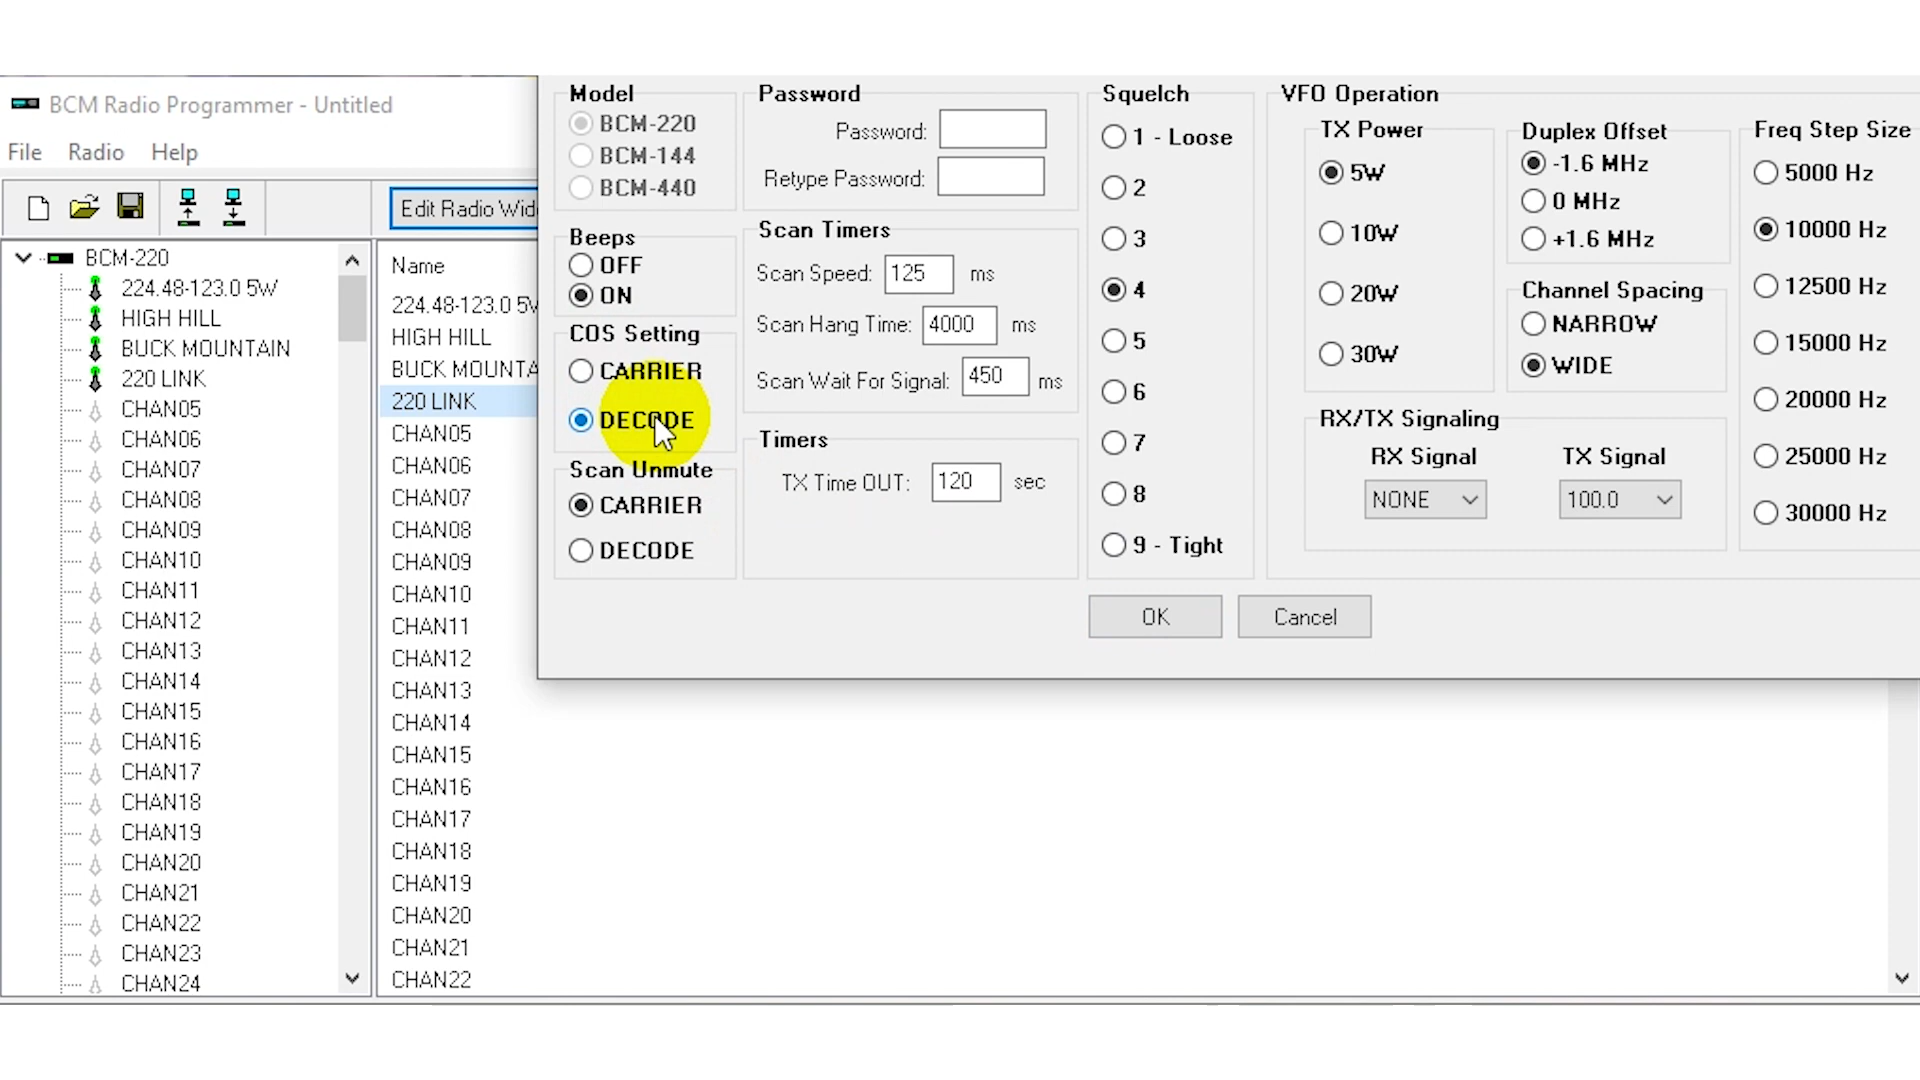 BCM Radio Programmer - Untitled
File Radio Help
Edit Radio Wide
BCM-220
224.48-123.0 5W
HIGH HILL
BUCK MOUNTAIN
220 LINK
CHAN05
CHAN06
CHAN07
CHAN08
CHAN09
CHAN10
CHAN11
CHAN12
CHAN13
CHAN14
CHAN15
CHAN16
CHAN17
CHAN18
CHAN19
CHAN20
CHAN21
CHAN22
CHAN23
CHAN24
Name
224.48-123.0 5W
HIGH HILL
BUCK MOUNTA
220 LINK
CHAN05
CHAN06
CHAN07
CHAN08
CHAN09
CHAN10
CHAN11
CHAN12
CHAN13
CHAN14
CHAN15
CHAN16
CHAN17
CHAN18
CHAN19
CHAN20
CHAN21
CHAN22
Model
BCM-220
BCM-144
BCM-440
Beeps
OFF
ON
COS Setting
CARRIER
DECODE
Scan Unmute
CARRIER
DECODE
Password
Password:
Retype Password:
Scan Timers
Scan Speed: 125 ms
Scan Hang Time: 4000 ms
Scan Wait For Signal: 450 ms
Timers
TX Time OUT: 120 sec
Squelch
1 - Loose
2
3
4
5
6
7
8
9 - Tight
VFO Operation
TX Power
5W
10W
20W
30W
Duplex Offset
-1.6 MHz
0 MHz
+1.6 MHz
Channel Spacing
NARROW
WIDE
RX/TX Signaling
RX Signal TX Signal
NONE 100.0
Freq Step Size
5000 Hz
10000 Hz
12500 Hz
15000 Hz
20000 Hz
25000 Hz
30000 Hz
OK Cancel